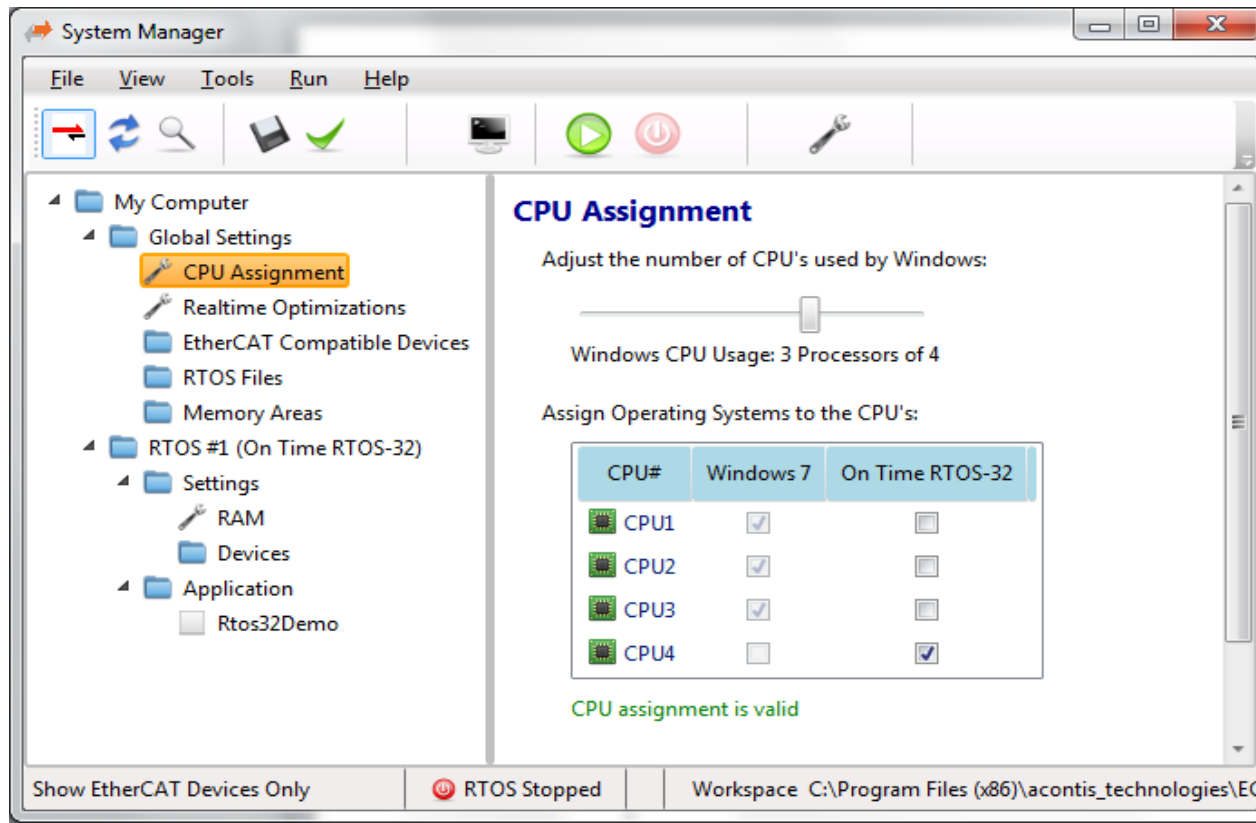 System Manager
File View Tools Run Help
My Computer
Global Settings
CPU Assignment
Realtime Optimizations
EtherCAT Compatible Devices
RTOS Files
Memory Areas
RTOS #1 (On Time RTOS-32)
Settings
RAM
Devices
Application
Rtos32Demo
CPU Assignment
Adjust the number of CPU's used by Windows:
Windows CPU Usage: 3 Processors of 4
Assign Operating Systems to the CPU's:
CPU# Windows 7 On Time RTOS-32
CPU1
CPU2
CPU3
CPU4
CPU assignment is valid
Show EtherCAT Devices Only RTOS Stopped Workspace C:\Program Files (x86)\acontis_technologies\EC